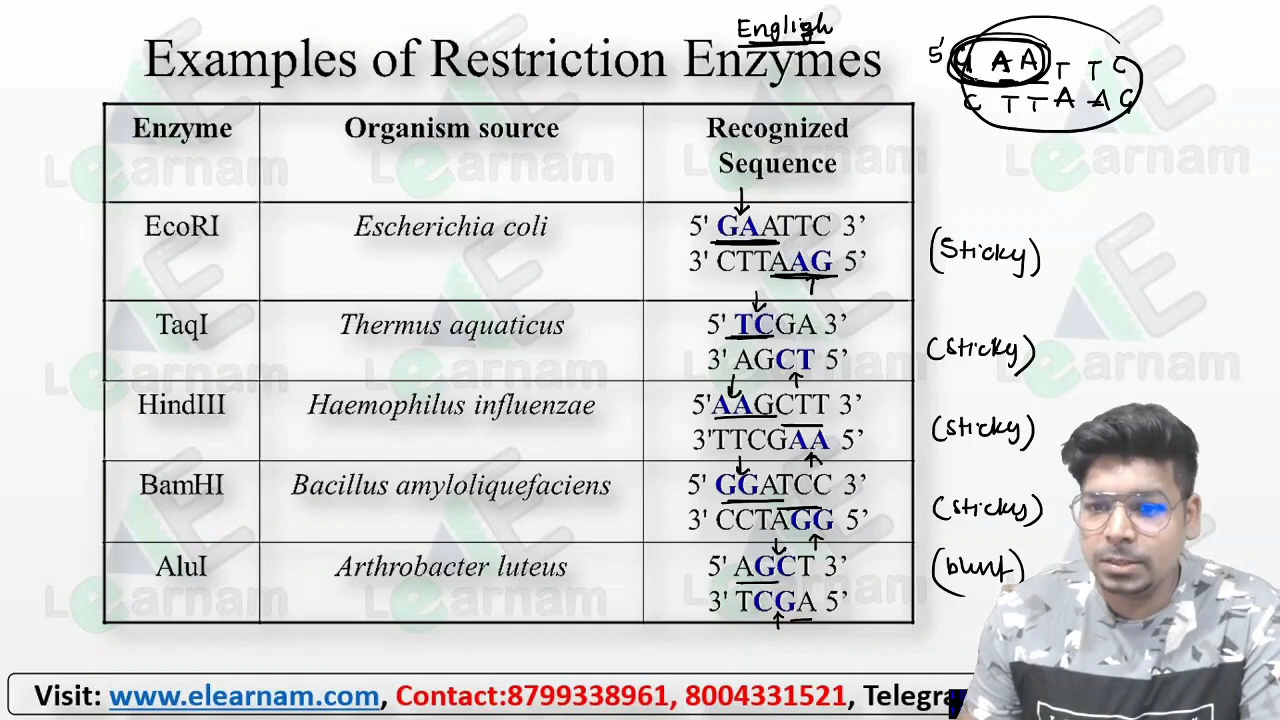 English
Examples of Restriction Enzymes
5' G A A T T C
C T T A A G
Enzyme Organism source Recognized Sequence
EcoRI Escherichia coli 5' GAATTC 3’
3' CTTAAG 5’
(Sticky)
TaqI Thermus aquaticus 5' TCGA 3’
3' AGCT 5’
(sticky)
HindIII Haemophilus influenzae 5'AAGCTT 3’
3'TTCGAA 5’
(sticky)
BamHI Bacillus amyloliquefaciens 5' GGATCC 3’
3' CCTAGG 5’
(sticky)
AluI Arthrobacter luteus 5' AGCT 3’
3' TCGA 5’
(blunt)
Visit: www.elearnam.com, Contact:8799338961, 8004331521,
Learnam